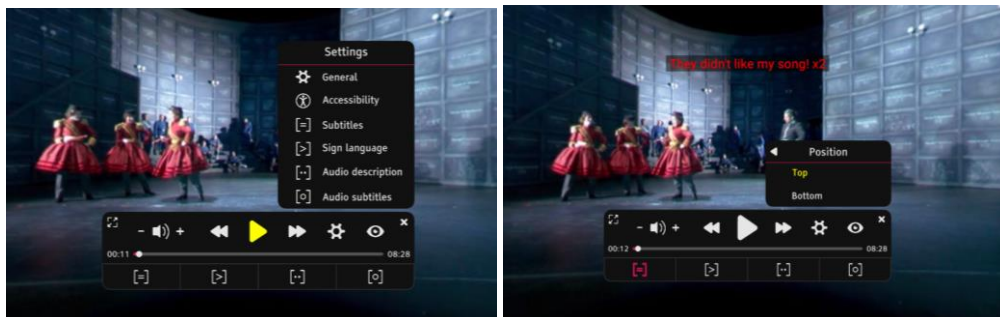 Settings
General
Accessibility
[=] Subtitles
[>] Sign language
[··] Audio description
[o] Audio subtitles
- +
×
00:11
08:28
[=] [>] [··] [o]
They didn't like my song! x2
Position
Top
Bottom
- +
×
00:12
08:28
[=] [>] [··] [o]